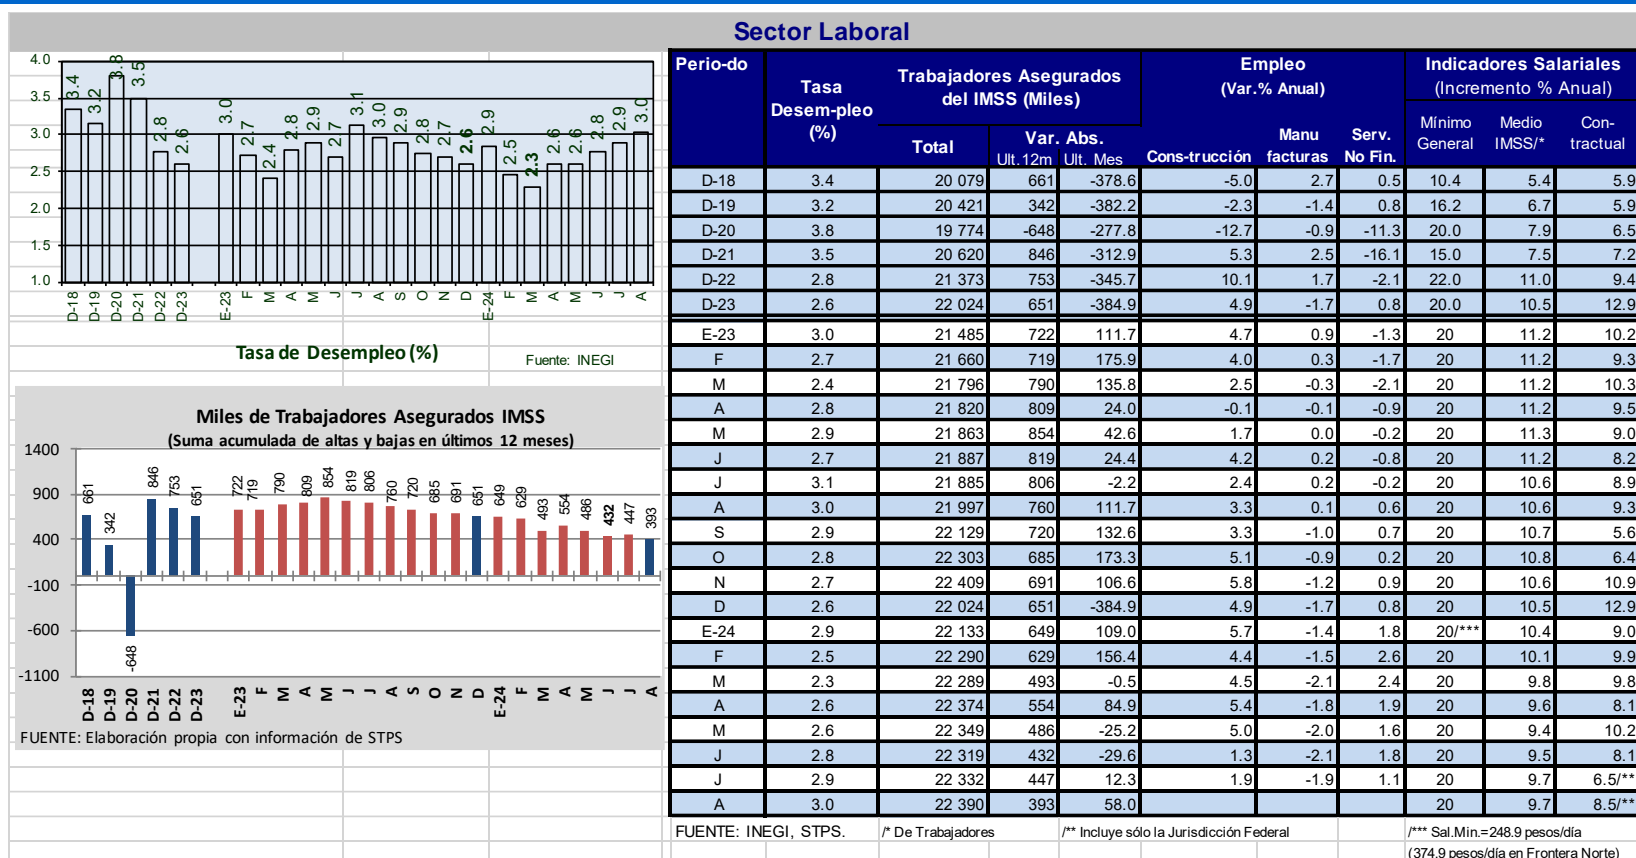 Sector Laboral
4.0
3.5
3.0
2.5
2.0
1.5
1.0
3.4 3.2 3.8 3.5 2.8 2.6 3.0 2.7 2.4 2.8 2.9 2.7 3.1 3.0 2.9 2.8 2.7 2.6 2.9 2.5 2.3 2.6 2.6 2.8 2.9 3.0
D-18 D-19 D-20 D-21 D-22 D-23 E-23 F M A M J J A S O N D E-24 F M A M J J A
Tasa de Desempleo (%)
Fuente: INEGI
Miles de Trabajadores Asegurados IMSS
(Suma acumulada de altas y bajas en últimos 12 meses)
1400
900
400
-100
-600
-1100
661 342 -648 846 753 651 722 719 790 809 854 819 806 760 720 685 691 651 649 629 493 554 486 432 447 393
D-18 D-19 D-20 D-21 D-22 D-23 E-23 F M A M J J A S O N D E-24 F M A M J J A
FUENTE: Elaboración propia con información de STPS
Perio-do
Tasa
Desem-pleo
(%)
Trabajadores Asegurados
del IMSS (Miles)
Total
Var. Abs.
Ult.12m Ult. Mes
Empleo
(Var.% Anual)
Cons-trucción
Manu
facturas
Serv.
No Fin.
Indicadores Salariales
(Incremento % Anual)
Mínimo
General
Medio
IMSS/*
Con-
tractual
D-18 3.4 20 079 661 -378.6 -5.0 2.7 0.5 10.4 5.4 5.9
D-19 3.2 20 421 342 -382.2 -2.3 -1.4 0.8 16.2 6.7 5.9
D-20 3.8 19 774 -648 -277.8 -12.7 -0.9 -11.3 20.0 7.9 6.5
D-21 3.5 20 620 846 -312.9 5.3 2.5 -16.1 15.0 7.5 7.2
D-22 2.8 21 373 753 -345.7 10.1 1.7 -2.1 22.0 11.0 9.4
D-23 2.6 22 024 651 -384.9 4.9 -1.7 0.8 20.0 10.5 12.9
E-23 3.0 21 485 722 111.7 4.7 0.9 -1.3 20 11.2 10.2
F 2.7 21 660 719 175.9 4.0 0.3 -1.7 20 11.2 9.3
M 2.4 21 796 790 135.8 2.5 -0.3 -2.1 20 11.2 10.3
A 2.8 21 820 809 24.0 -0.1 -0.1 -0.9 20 11.2 9.5
M 2.9 21 863 854 42.6 1.7 0.0 -0.2 20 11.3 9.0
J 2.7 21 887 819 24.4 4.2 0.2 -0.8 20 11.2 8.2
J 3.1 21 885 806 -2.2 2.4 0.2 -0.2 20 10.6 8.9
A 3.0 21 997 760 111.7 3.3 0.1 0.6 20 10.6 9.3
S 2.9 22 129 720 132.6 3.3 -1.0 0.7 20 10.7 5.6
O 2.8 22 303 685 173.3 5.1 -0.9 0.2 20 10.8 6.4
N 2.7 22 409 691 106.6 5.8 -1.2 0.9 20 10.6 10.9
D 2.6 22 024 651 -384.9 4.9 -1.7 0.8 20 10.5 12.9
E-24 2.9 22 133 649 109.0 5.7 -1.4 1.8 20/*** 10.4 9.0
F 2.5 22 290 629 156.4 4.4 -1.5 2.6 20 10.1 9.9
M 2.3 22 289 493 -0.5 4.5 -2.1 2.4 20 9.8 9.8
A 2.6 22 374 554 84.9 5.4 -1.8 1.9 20 9.6 8.1
M 2.6 22 349 486 -25.2 5.0 -2.0 1.6 20 9.4 10.2
J 2.8 22 319 432 -29.6 1.3 -2.1 1.8 20 9.5 8.1
J 2.9 22 332 447 12.3 1.9 -1.9 1.1 20 9.7 6.5/**
A 3.0 22 390 393 58.0 20 9.7 8.5/**
FUENTE: INEGI, STPS. /* De Trabajadores /** Incluye sólo la Jurisdicción Federal /*** Sal.Min.=248.9 pesos/día
(374.9 pesos/día en Frontera Norte)